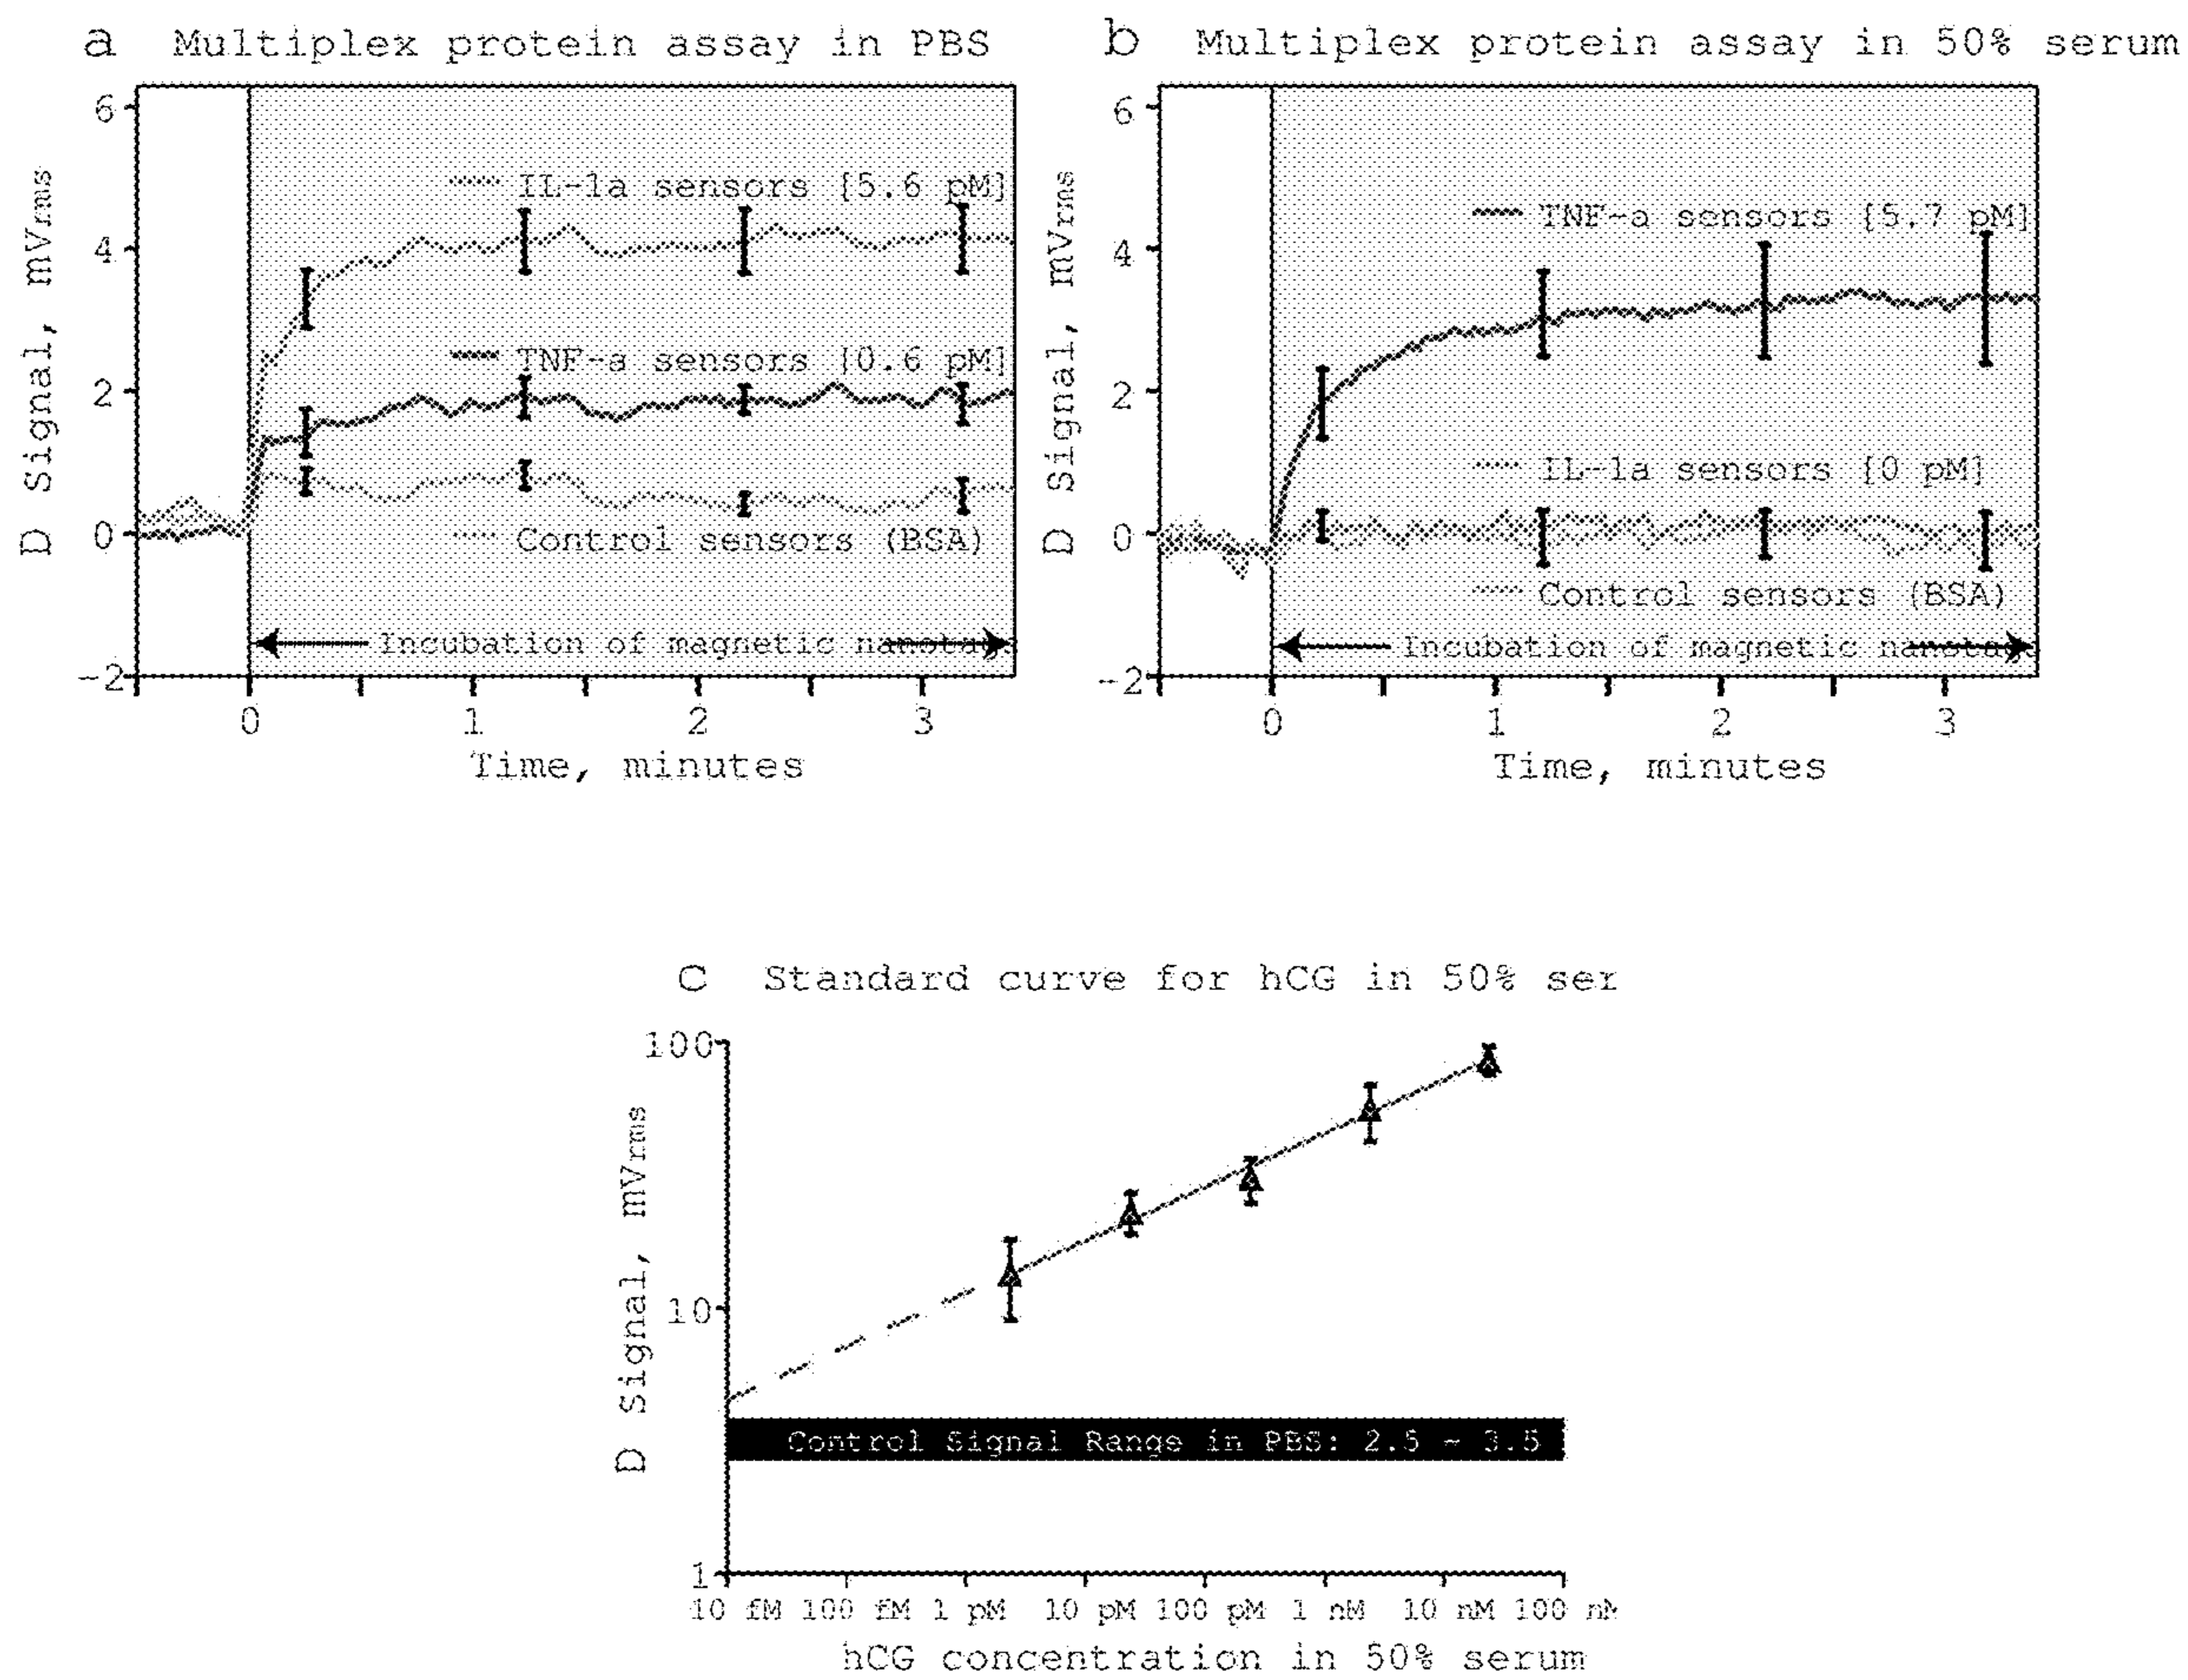 a Multiplex protein assay in PBS
6
4
2
0
-2
D Signal, mVrms
IL-1a sensors [5.6 pM]
TNF-a sensors [0.6 pM]
Control sensors (BSA)
Incubation of magnetic nanotags
0 1 2 3
Time, minutes
b Multiplex protein assay in 50% serum
6
4
2
0
-2
D Signal, mVrms
TNF-a sensors [5.7 pM]
IL-1a sensors [0 pM]
Control sensors (BSA)
Incubation of magnetic nanotag
0 1 2 3
Time, minutes
C Standard curve for hCG in 50% ser
100
10
1
D Signal, mVrms
Control Signal Range in PBS: 2.5 ~ 3.5
10 fM 100 fM 1 pM 10 pM 100 pM 1 nM 10 nM 100 nM
hCG concentration in 50% serum